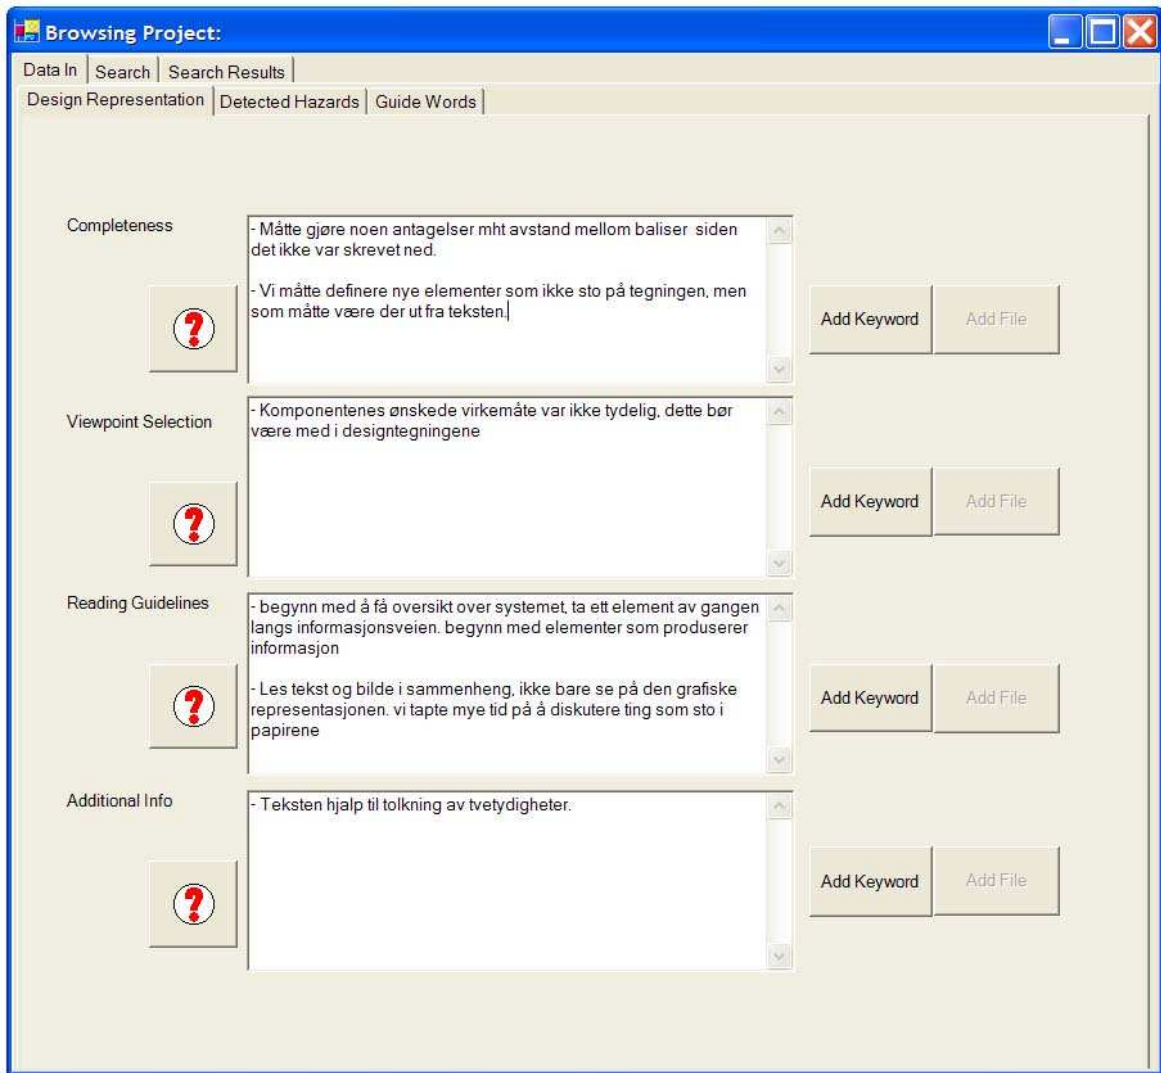 Browsing Project:
Data In Search Search Results
Design Representation Detected Hazards Guide Words
Completeness
- Måtte gjøre noen antagelser mht avstand mellom baliser siden
det ikke var skrevet ned.
- Vi måtte definere nye elementer som ikke sto på tegningen, men
som måtte være der ut fra teksten.
?
Add Keyword Add File
Viewpoint Selection
- Komponentenes ønskede virkemåte var ikke tydelig, dette bør
være med i designtegningene
?
Add Keyword Add File
Reading Guidelines
- begynn med å få oversikt over systemet, ta ett element av gangen
langs informasjonsveien. begynn med elementer som produserer
informasjon
- Les tekst og bilde i sammenheng, ikke bare se på den grafiske
representasjonen. vi tapte mye tid på å diskutere ting som sto i
papirene
?
Add Keyword Add File
Additional Info
- Teksten hjalp til tolkning av tvetydigheter.
?
Add Keyword Add File